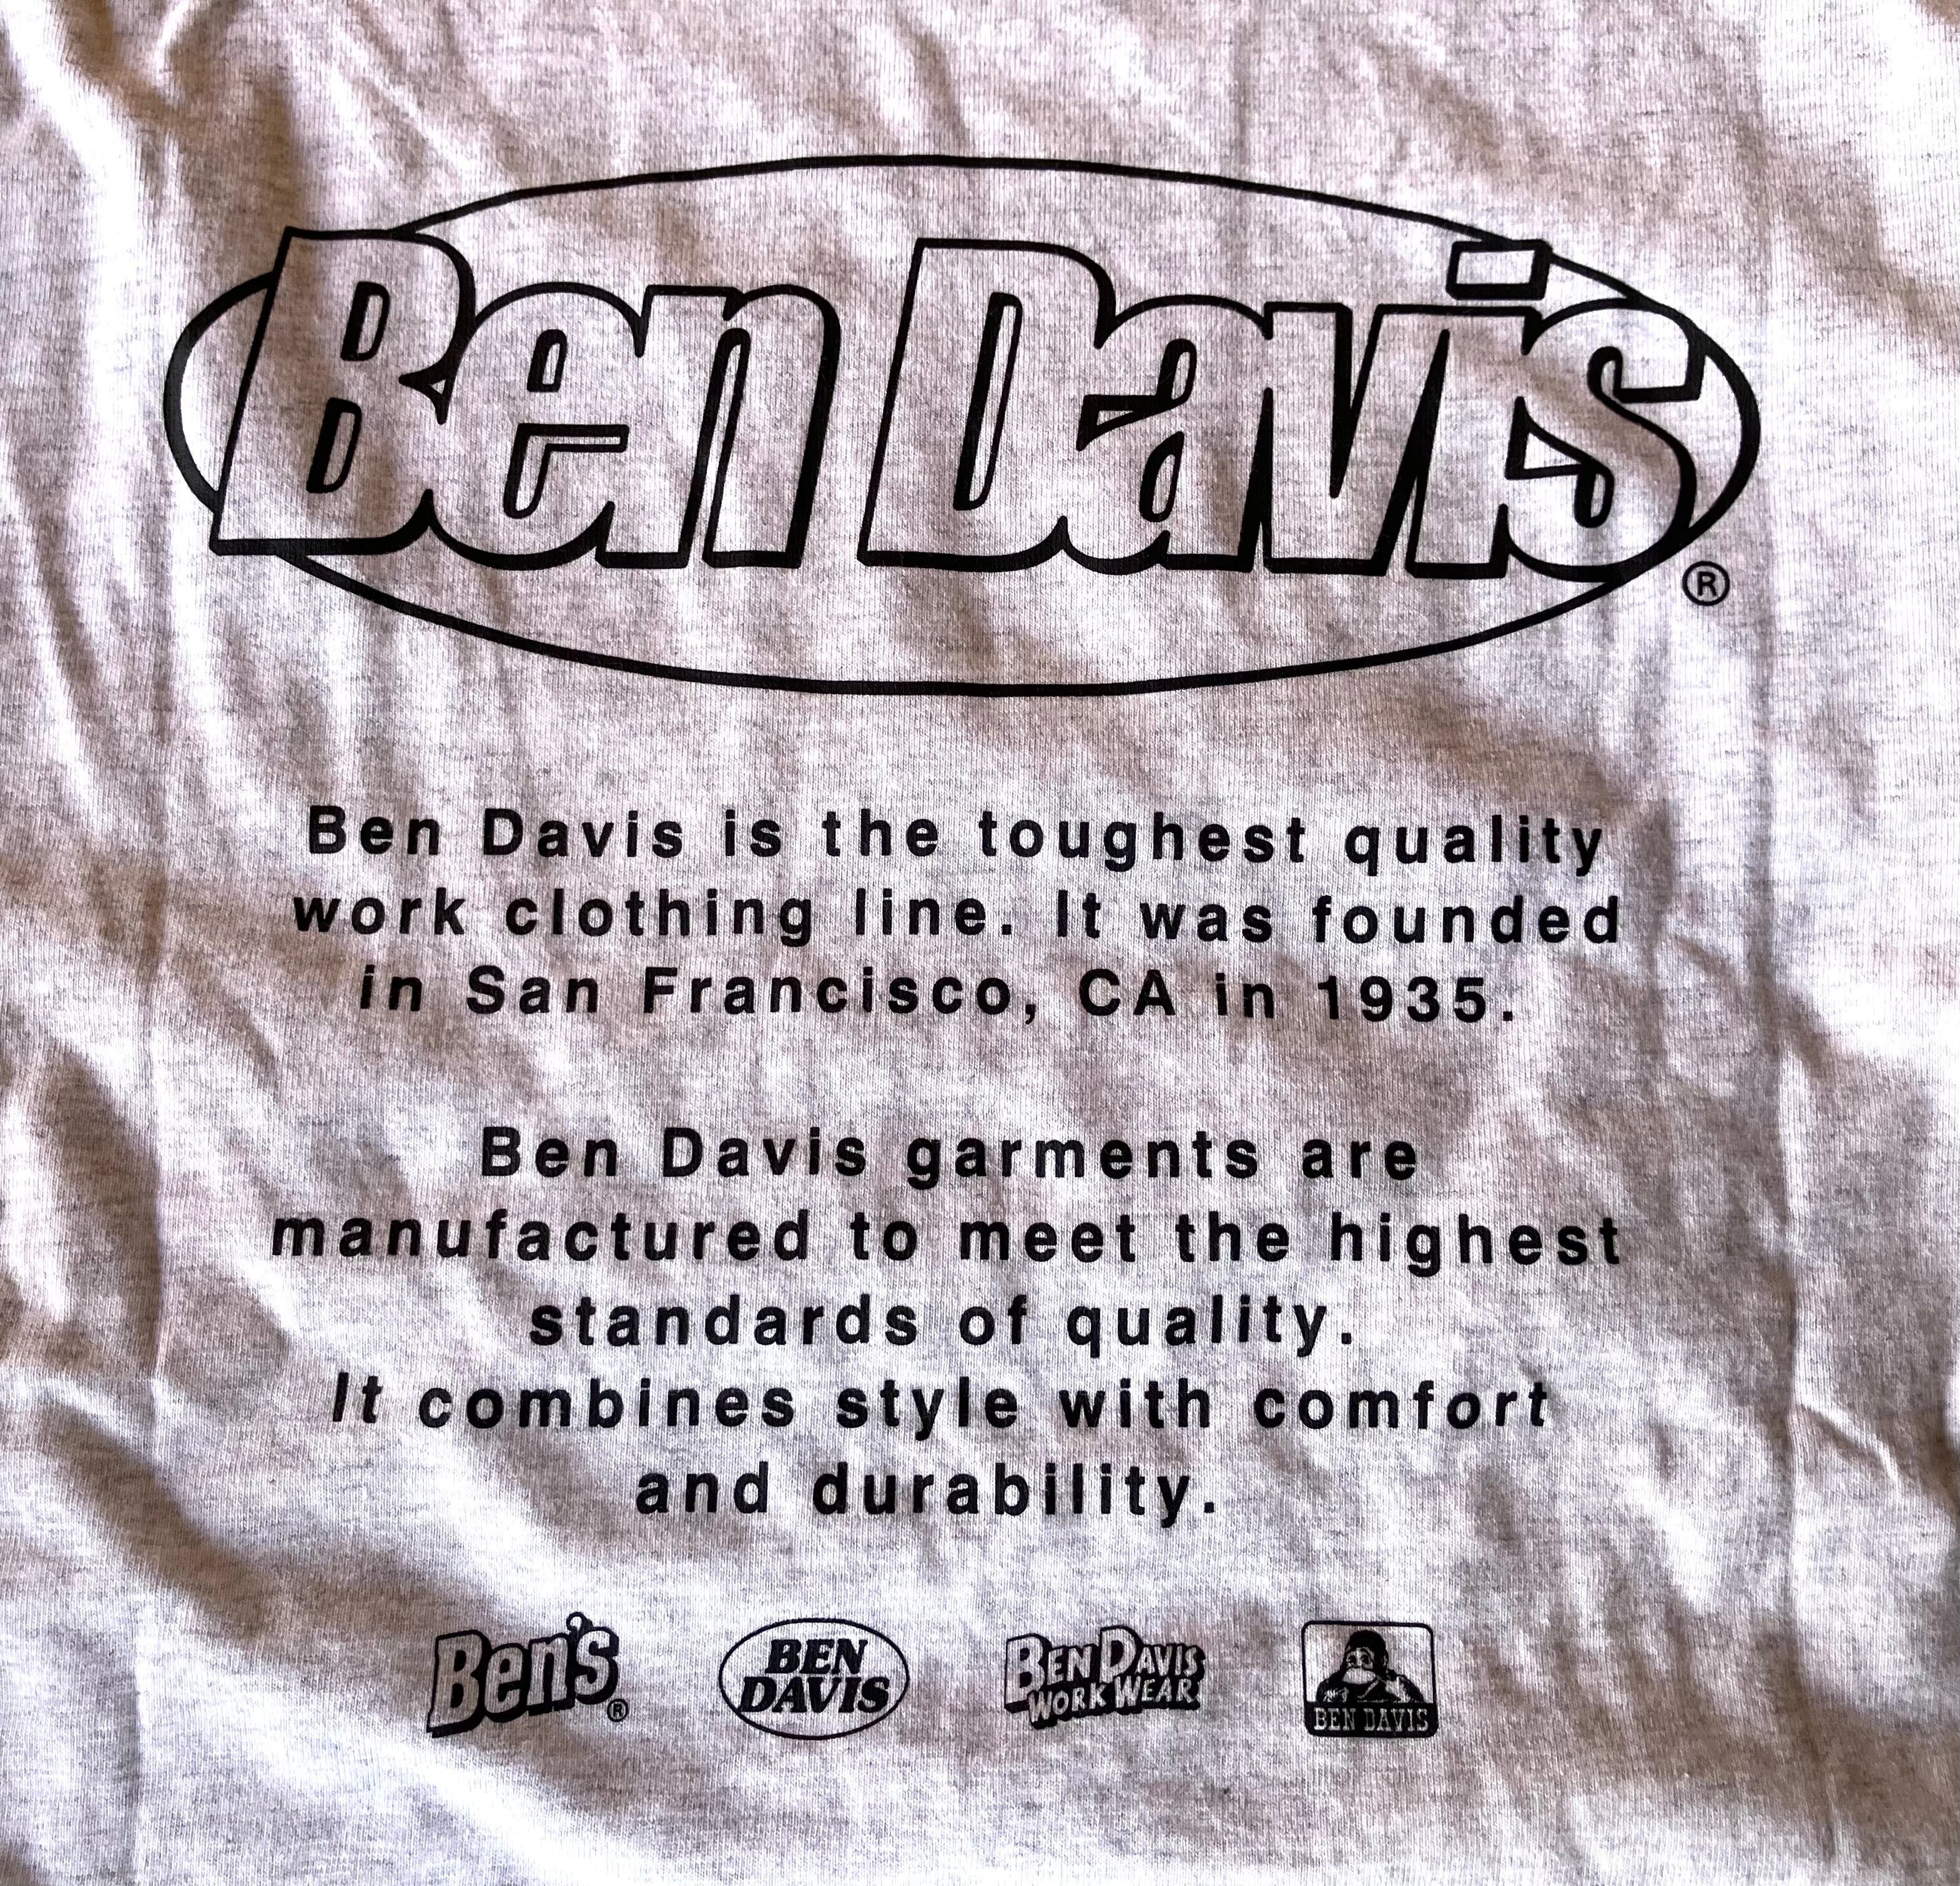 Ben Davis
®
Ben Davis is the toughest quality
work clothing line. It was founded
in San Francisco, CA in 1935.
Ben Davis garments are
manufactured to meet the highest
standards of quality.
It combines style with comfort
and durability.
Ben's ®
BEN
DAVIS
BEN DAVIS
WORK WEAR
BEN DAVIS